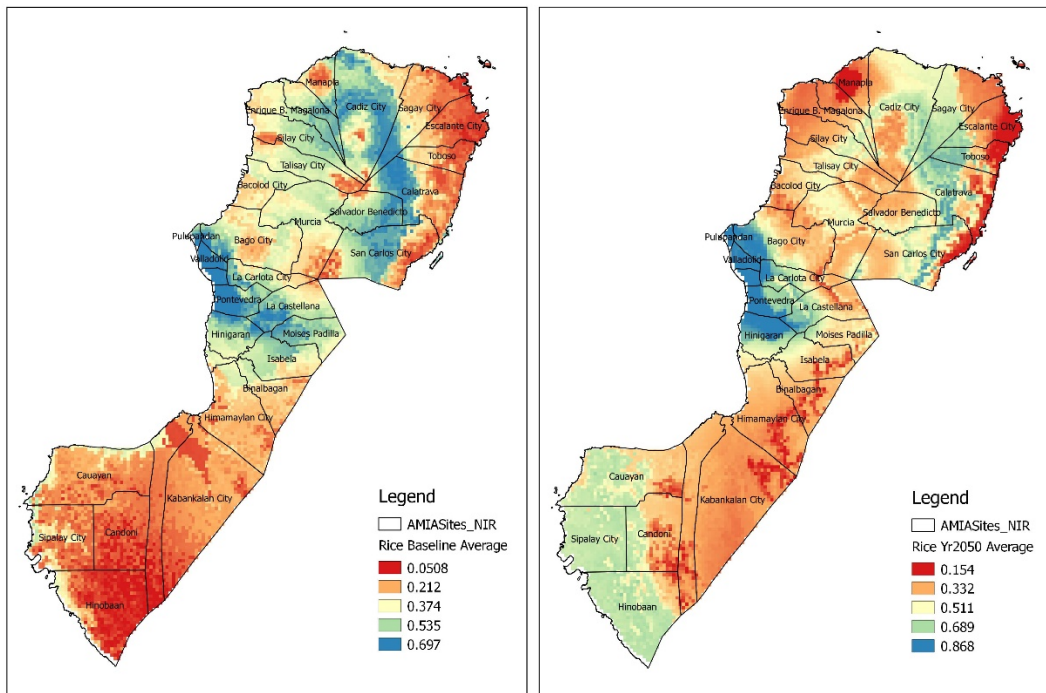 Manapla
Cadiz City
Enrique B. Magalona
Sagay City
Escalante City
Silay City
Toboso
Talisay City
Bacolod City
Calatrava
Salvador Benedicto
Murcia
Pulupandan
Bago City
San Carlos City
Valladolid
La Carlota City
Pontevedra
La Castellana
Hinigaran
Moises Padilla
Isabela
Binalbagan
Himamaylan City
Cauayan
Kabankalan City
Sipalay City
Candoni
Hinobaan
Legend
AMIASites_NIR
Rice Baseline Average
0.0508
0.212
0.374
0.535
0.697
Manapla
Enrique B. Magalona
Cadiz City
Sagay City
Escalante City
Silay City
Toboso
Talisay City
Bacolod City
Calatrava
Salvador Benedicto
Murcia
Pulupandan
Bago City
San Carlos City
Valladolid
La Carlota City
Pontevedra
La Castellana
Hinigaran
Moises Padilla
Isabela
Binalbagan
Himamaylan City
Cauayan
Kabankalan City
Sipalay City
Candoni
Hinobaan
Legend
AMIASites_NIR
Rice Yr2050 Average
0.154
0.332
0.511
0.689
0.868